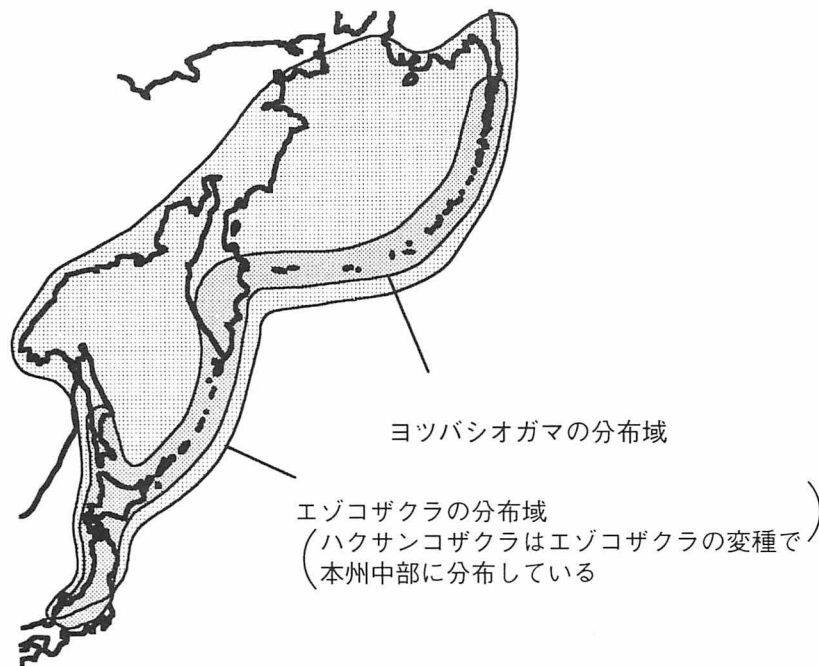 ヨツバシオガマの分布域
エゾコザクラの分布域
(ハクサンコザクラはエゾコザクラの変種で
本州中部に分布している)